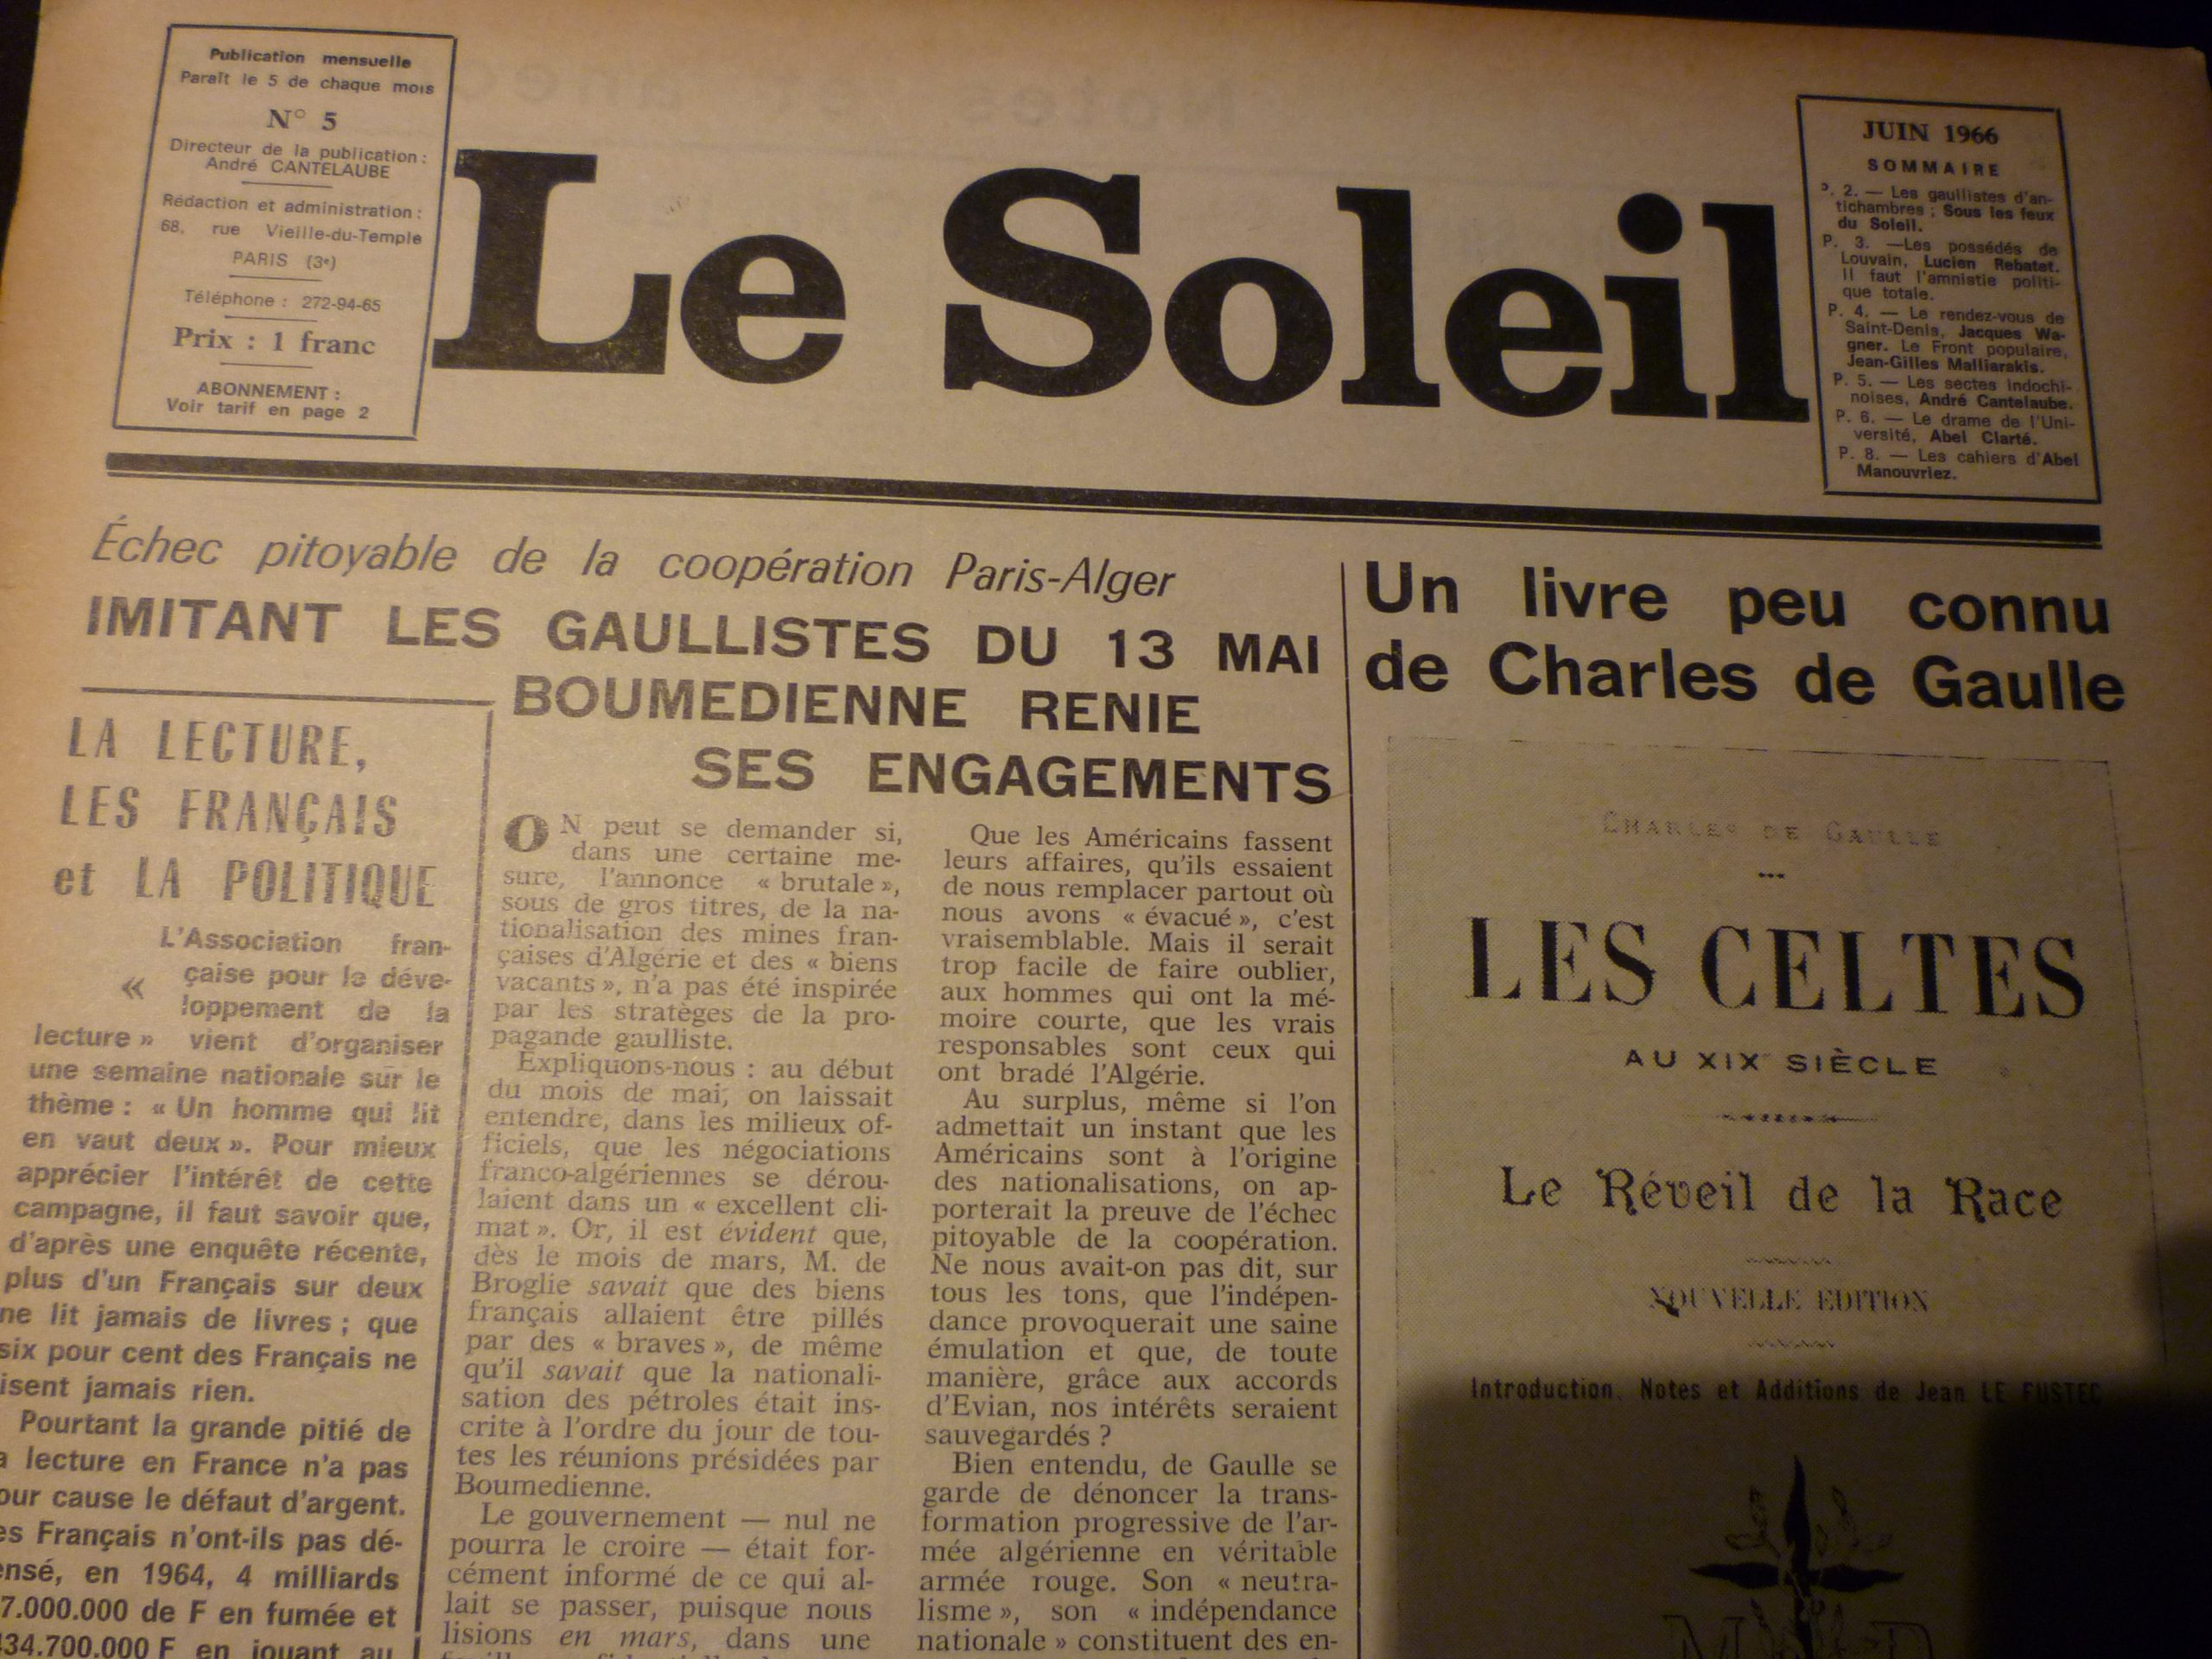 Publication mensuelle
Paraît le 5 de chaque mois
N° 5
Directeur de la publication :
André CANTELAUBE
Rédaction et administration :
68, rue Vieille-du-Temple
PARIS (3e)
Téléphone : 272-94-65
Prix : 1 franc
ABONNEMENT :
Voir tarif en page 2
Le Soleil
JUIN 1966
SOMMAIRE
P. 2. — Les gaullistes d'an-
tichambres ; Sous les feux
du Soleil.
P. 3. —Les possédés de
Louvain, Lucien Rebatet.
Il faut l'amnistie politi-
que totale.
P. 4. — Le rendez-vous de
Saint-Denis, Jacques Wa-
gner. Le Front populaire,
Jean-Gilles Malliarakis.
P. 5. — Les sectes indochi-
noises, André Cantelaube.
P. 6. — Le drame de l'Uni-
versité, Abel Clarté.
P. 8. — Les cahiers d'Abel
Manouvriez.
Échec pitoyable de la coopération Paris-Alger
IMITANT LES GAULLISTES DU 13 MAI
BOUMEDIENNE RENIE
SES ENGAGEMENTS
LA LECTURE,
LES FRANÇAIS
et LA POLITIQUE
L'Association fran-
« çaise pour le déve-
loppement de la
lecture » vient d'organiser
une semaine nationale sur le
thème : « Un homme qui lit
en vaut deux ». Pour mieux
apprécier l'intérêt de cette
campagne, il faut savoir que,
d'après une enquête récente,
plus d'un Français sur deux
ne lit jamais de livres ; que
six pour cent des Français ne
isent jamais rien.
Pourtant la grande pitié de
a lecture en France n'a pas
our cause le défaut d'argent.
es Français n'ont-ils pas dé-
ensé, en 1964, 4 milliards
7.000.000 de F en fumée et
434.700.000 F en jouant au
ON peut se demander si,
dans une certaine me-
sure, l'annonce « brutale »,
sous de gros titres, de la na-
tionalisation des mines fran-
çaises d'Algérie et des « biens
vacants », n'a pas été inspirée
par les stratèges de la pro-
pagande gaulliste.
Expliquons-nous : au début
du mois de mai, on laissait
entendre, dans les milieux of-
ficiels, que les négociations
franco-algériennes se dérou-
laient dans un « excellent cli-
mat ». Or, il est évident que,
dès le mois de mars, M. de
Broglie savait que des biens
français allaient être pillés
par des « braves », de même
qu'il savait que la nationali-
sation des pétroles était ins-
crite à l'ordre du jour de tou-
tes les réunions présidées par
Boumedienne.
Le gouvernement — nul ne
pourra le croire — était for-
cément informé de ce qui al-
lait se passer, puisque nous
lisions en mars, dans une
Que les Américains fassent
leurs affaires, qu'ils essaient
de nous remplacer partout où
nous avons « évacué », c'est
vraisemblable. Mais il serait
trop facile de faire oublier,
aux hommes qui ont la mé-
moire courte, que les vrais
responsables sont ceux qui
ont bradé l'Algérie.
Au surplus, même si l'on
admettait un instant que les
Américains sont à l'origine
des nationalisations, on ap-
porterait la preuve de l'échec
pitoyable de la coopération.
Ne nous avait-on pas dit, sur
tous les tons, que l'indépen-
dance provoquerait une saine
émulation et que, de toute
manière, grâce aux accords
d'Evian, nos intérêts seraient
sauvegardés ?
Bien entendu, de Gaulle se
garde de dénoncer la trans-
formation progressive de l'ar-
mée algérienne en véritable
armée rouge. Son « neutra-
lisme », son « indépendance
nationale » constituent des en-
Un livre peu connu
de Charles de Gaulle
CHARLES DE GAULLE
LES CELTES
AU XIXe SIÈCLE
Le Réveil de la Race
NOUVELLE EDITION
Introduction, Notes et Additions de Jean LE FUSTEC